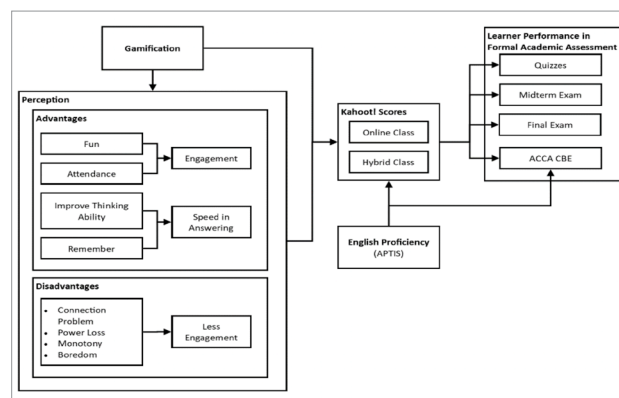 Gamification
Perception
Advantages
Fun
Attendance
Engagement
Improve Thinking
Ability
Remember
Speed in
Answering
Disadvantages
• Connection
Problem
• Power Loss
• Monotony
• Boredom
Less
Engagement
Kahoot! Scores
Online Class
Hybrid Class
English Proficiency
(APTIS)
Learner Performance in
Formal Academic Assessment
Quizzes
Midterm Exam
Final Exam
ACCA CBE